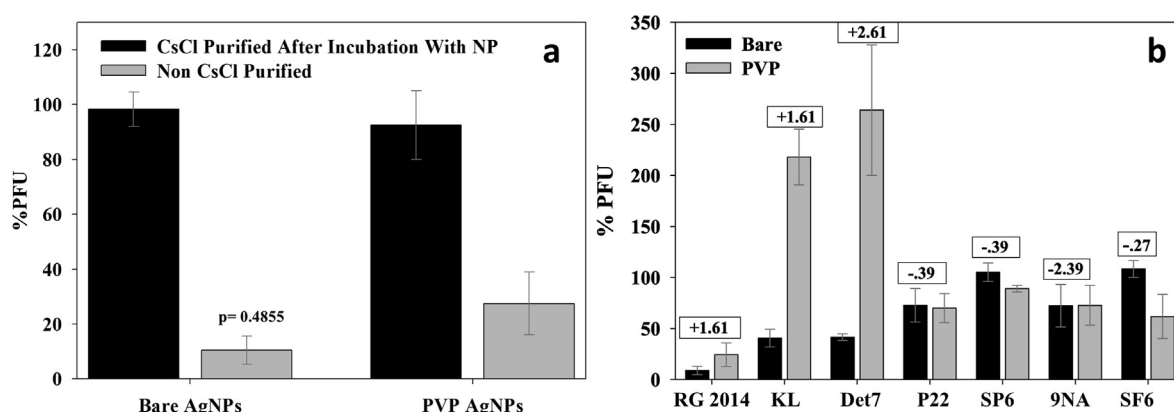 a
CsCl Purified After Incubation With NP
Non CsCl Purified
%PFU
120
100
80
60
40
20
0
p= 0.4855
Bare AgNPs
PVP AgNPs
b
Bare
PVP
% PFU
350
300
250
200
150
100
50
0
+1.61
+1.61
+2.61
-.39
-.39
-2.39
-.27
RG 2014
KL
Det7
P22
SP6
9NA
SF6